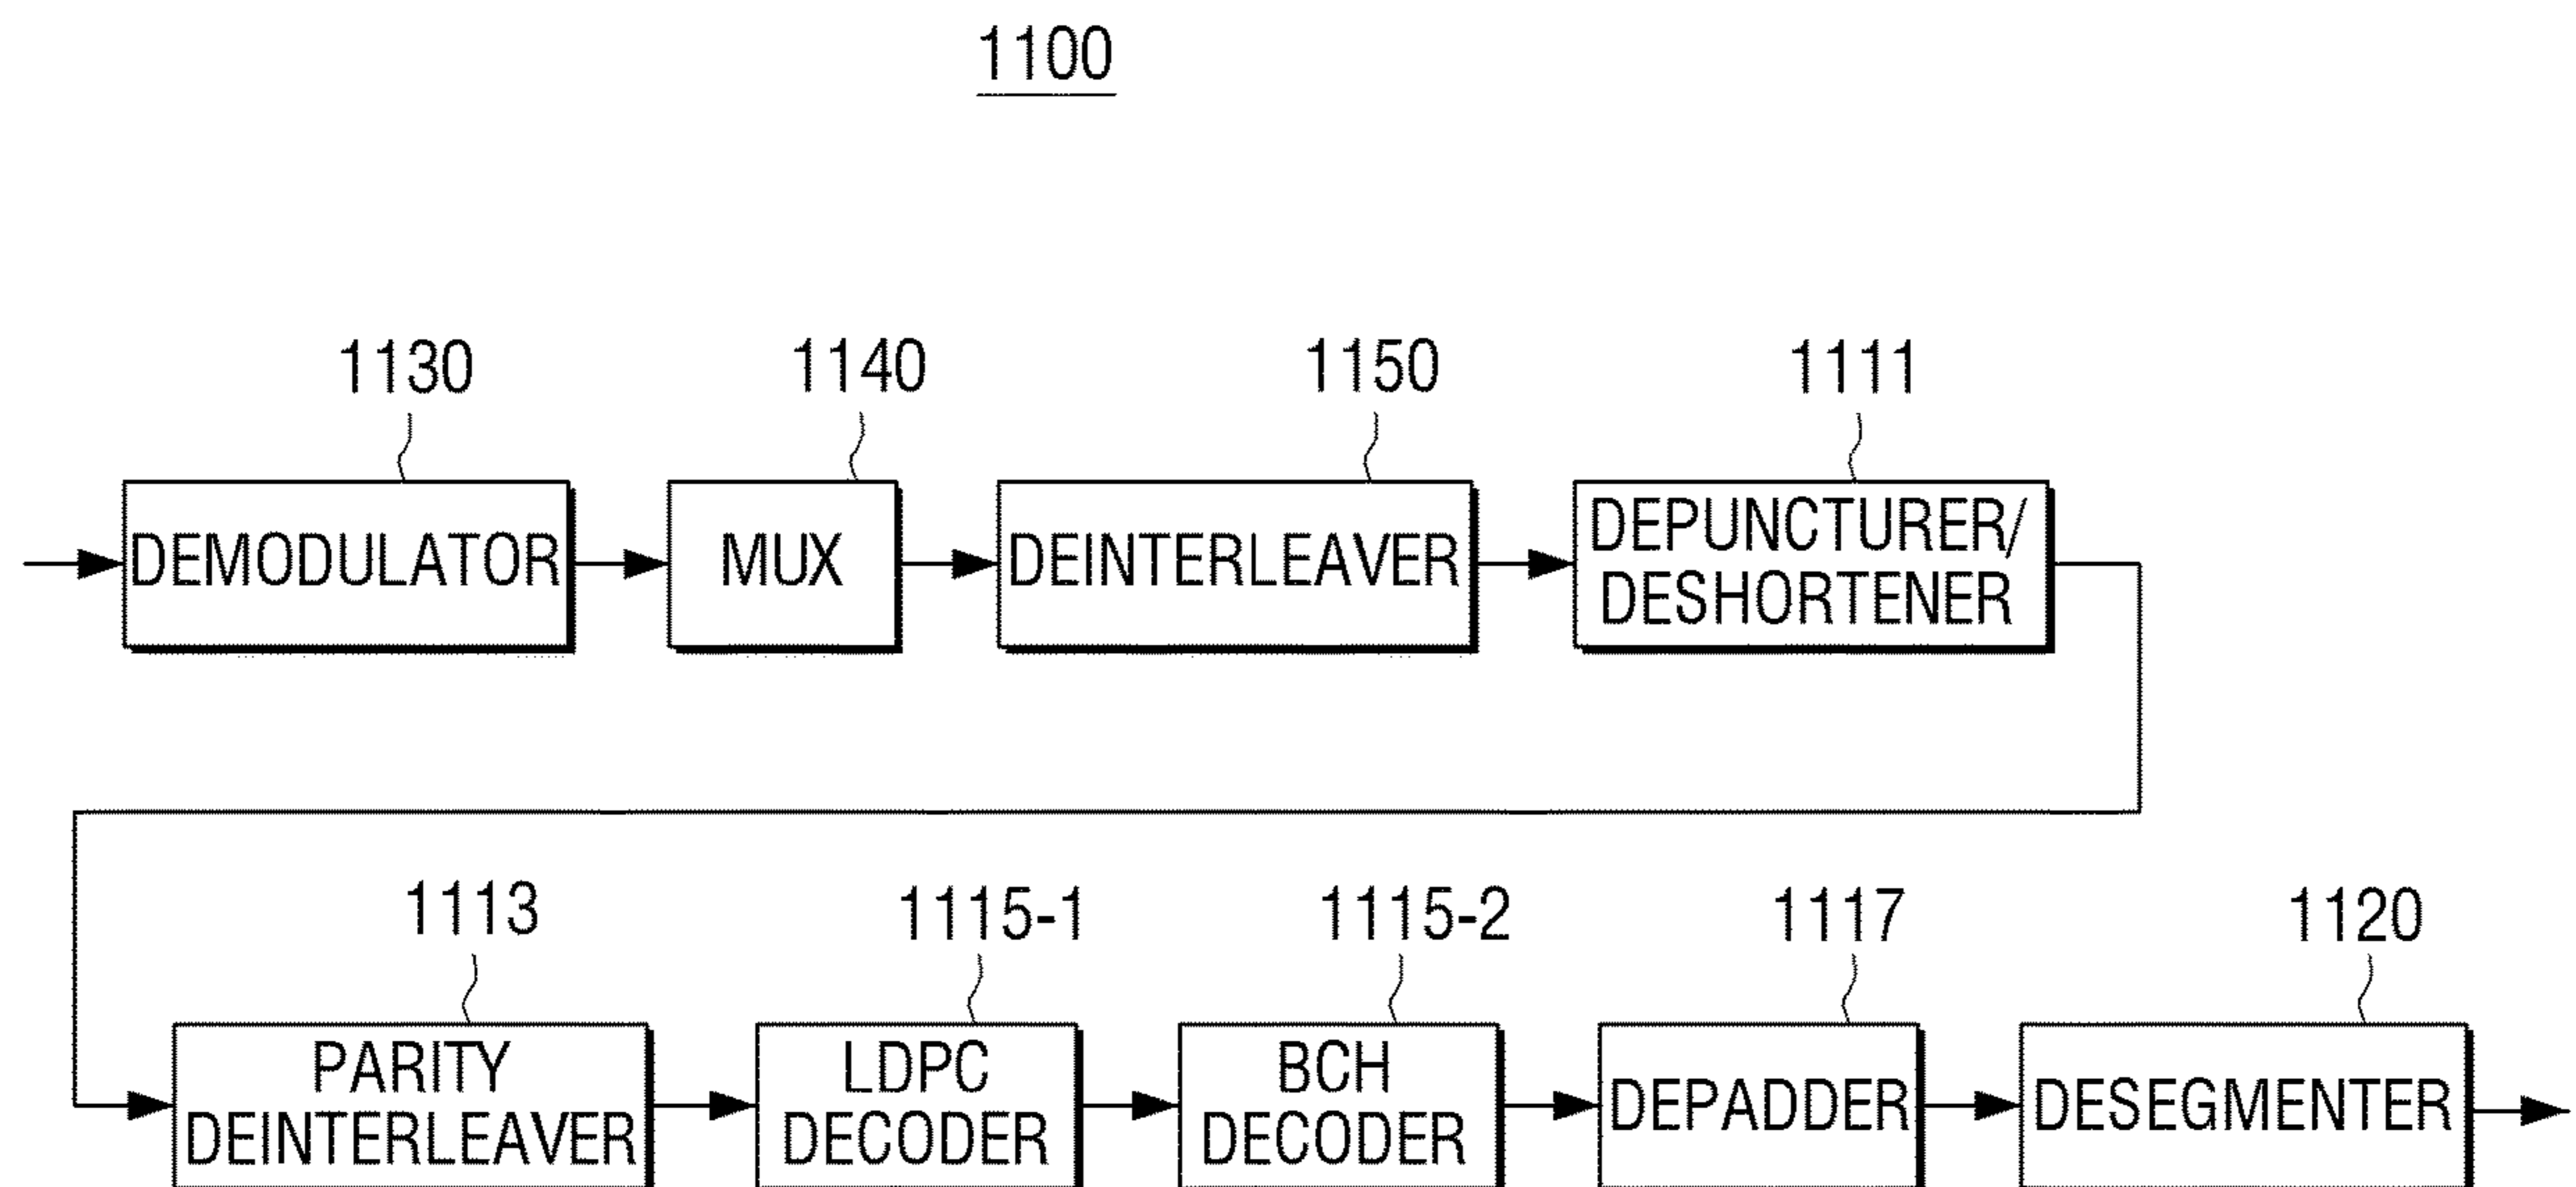 1100
1130
1140
1150
1111
DEMODULATOR
MUX
DEINTERLEAVER
DEPUNCTURER/
DESHORTENER
1113
1115-1
1115-2
1117
1120
PARITY
DEINTERLEAVER
LDPC
DECODER
BCH
DECODER
DEPADDER
DESEGMENTER